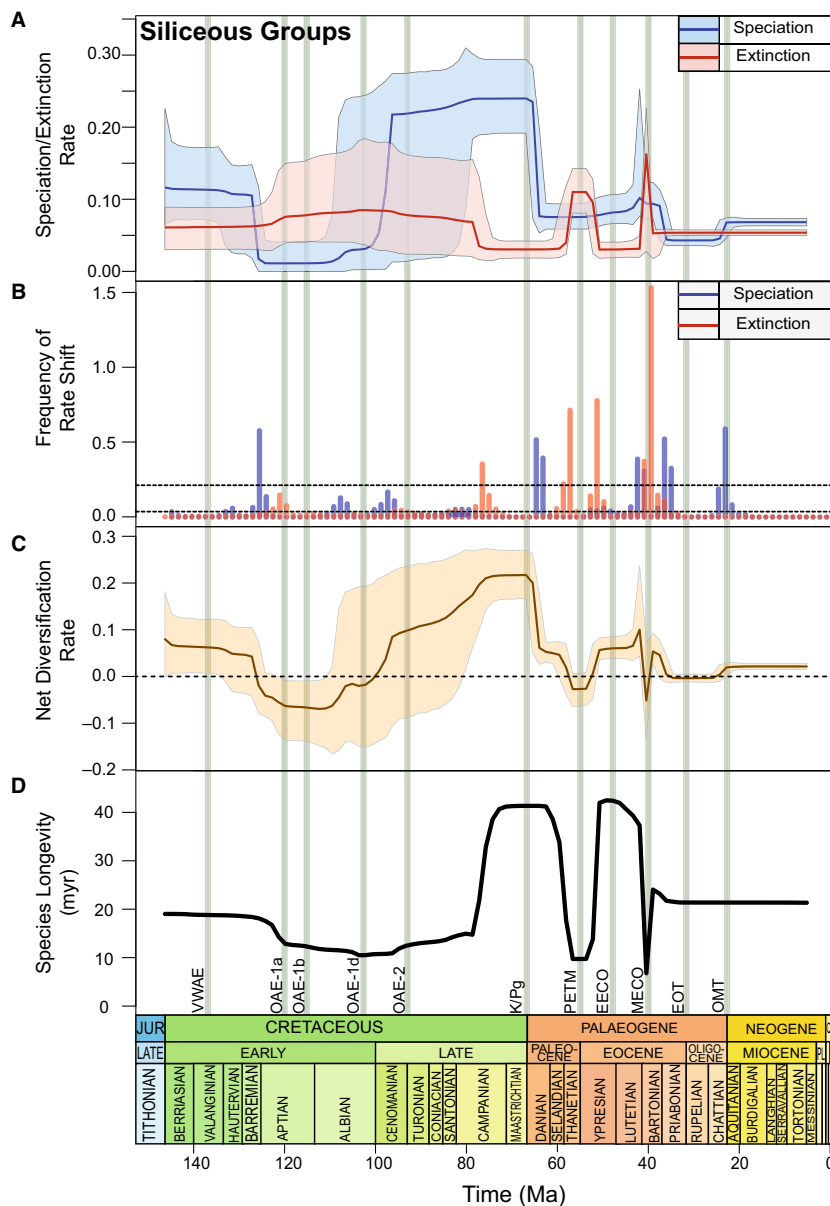 A
Siliceous Groups
Speciation
Extinction
Speciation/Extinction
Rate
0.30
0.20
0.10
0.00
B
Speciation
Extinction
Frequency of
Rate Shift
1.5
1.0
0.5
0.0
C
Net Diversification
Rate
0.3
0.2
0.1
0.0
−0.1
−0.2
D
Species Longevity
(myr)
40
30
20
10
0
VWAE
OAE-1a
OAE-1b
OAE-1d
OAE-2
K/Pg
PETM
EECO
MECO
EOT
OMT
JUR
CRETACEOUS
PALAEOGENE
NEOGENE
LATE
EARLY
LATE
PALEO-
CENE
EOCENE
OLIGO-
CENE
MIOCENE
PL
TITHONIAN
BERRIASIAN
VALANGINIAN
HAUTERVIAN
BARREMIAN
APTIAN
ALBIAN
CENOMANIAN
TURONIAN
CONIACIAN
SANTONIAN
CAMPANIAN
MAASTRICHTIAN
DANIAN
SELANDIAN
THANETIAN
YPRESIAN
LUTETIAN
BARTONIAN
PRIABONIAN
RUPELIAN
CHATTIAN
AQUITANIAN
BURDIGALIAN
LANGHIAN
SERRAVALLIAN
TORTONIAN
MESSINIAN
140
120
100
80
60
40
20
0
Time (Ma)